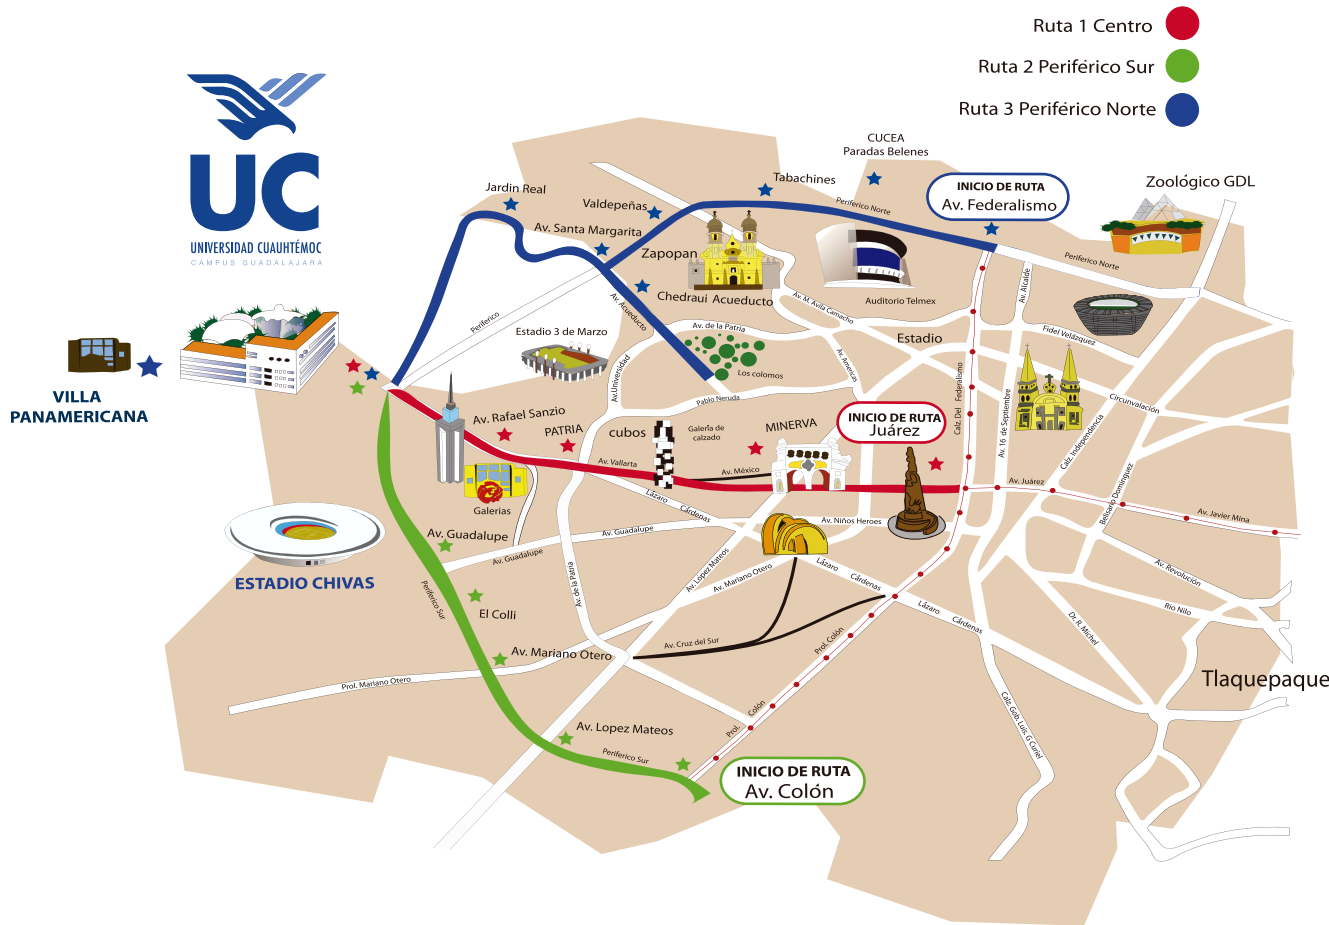 Ruta 1 Centro
Ruta 2 Periférico Sur
Ruta 3 Periférico Norte
UC
UNIVERSIDAD CUAUHTÉMOC
CAMPUS GUADALAJARA
CUCEA
Paradas Belenes
Tabachines
Jardin Real
Valdepeñas
Av. Santa Margarita
Periferico Norte
INICIO DE RUTA
Av. Federalismo
Zoológico GDL
Zapopan
Periferico Norte
Chedraui Acueducto
Av. Acueducto
Auditorio Telmex
Av. M. Avila Camacho
Av. Alcalde
Periferico
Estadio 3 de Marzo
Av. de la Patria
Estadio
Fidel Velázquez
Av. Americas
Los colomos
Av.Universidad
Pablo Neruda
Calz. Del Federalismo
Av. 16 de Septiembre
Circunvalación
Calz. Independencia
VILLA
PANAMERICANA
Av. Rafael Sanzio
PATRIA
cubos
Galería de
calzado
MINERVA
INICIO DE RUTA
Juárez
Av. Vallarta
Av. México
Av. Juárez
Belisario Domínguez
Av. Javier Mina
Galerias
Lázaro
Cárdenas
Av. Niños Heroes
Av. Guadalupe
Av. Guadalupe
Av. Guadalupe
ESTADIO CHIVAS
Periferico Sur
Av. de la Patria
Av. Lopez Mateos
Av. Mariano Otero
Lázaro
Cárdenas
Lázaro
Cárdenas
Av. Revolución
Rio Nilo
Dr. R. Michel
El Colli
Av. Mariano Otero
Av. Cruz del Sur
Prol. Colón
Prol. Mariano Otero
Tlaquepaque
Calz. Gob. Luis. G Curiel
Av. Lopez Mateos
Prol.
Colón
Periferico Sur
INICIO DE RUTA
Av. Colón